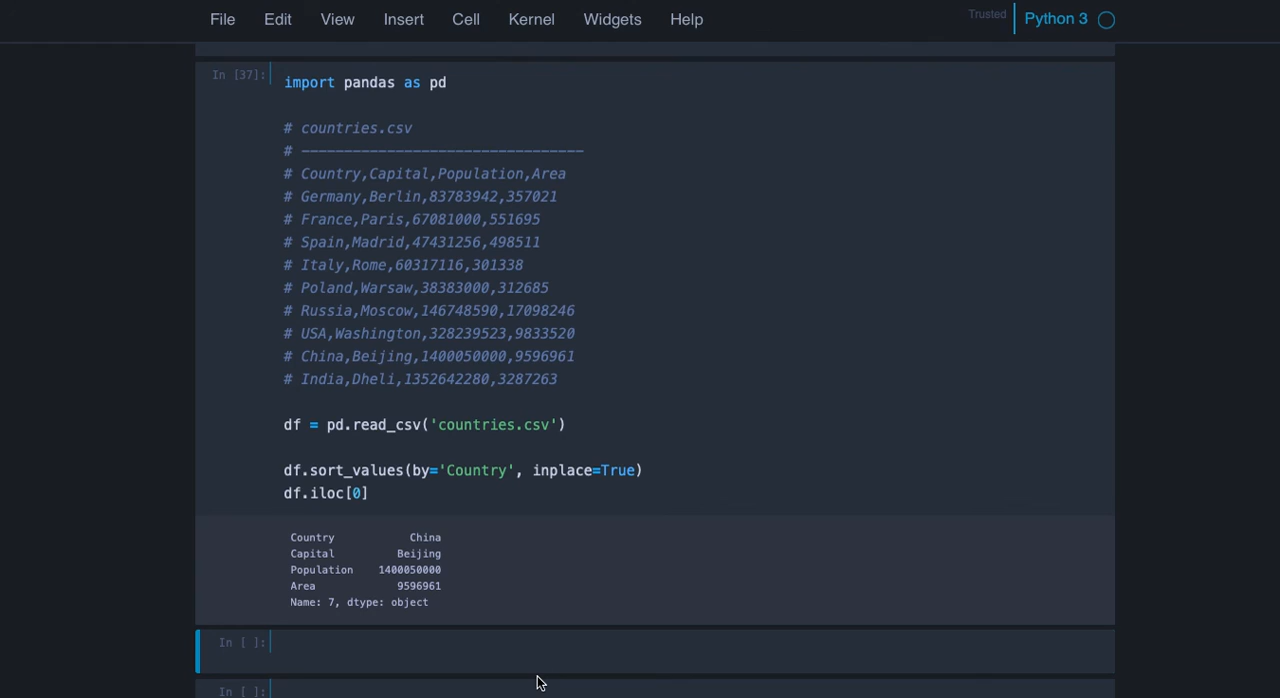 File Edit View Insert Cell Kernel Widgets Help Trusted Python 3
In [37]: import pandas as pd
# countries.csv
# ---------------------------------
# Country,Capital,Population,Area
# Germany,Berlin,83783942,357021
# France,Paris,67081000,551695
# Spain,Madrid,47431256,498511
# Italy,Rome,60317116,301338
# Poland,Warsaw,38383000,312685
# Russia,Moscow,146748590,17098246
# USA,Washington,328239523,9833520
# China,Beijing,1400050000,9596961
# India,Dheli,1352642280,3287263
df = pd.read_csv('countries.csv')
df.sort_values(by='Country', inplace=True)
df.iloc[0]
Country China
Capital Beijing
Population 1400050000
Area 9596961
Name: 7, dtype: object
In [ ]:
In [ ]: